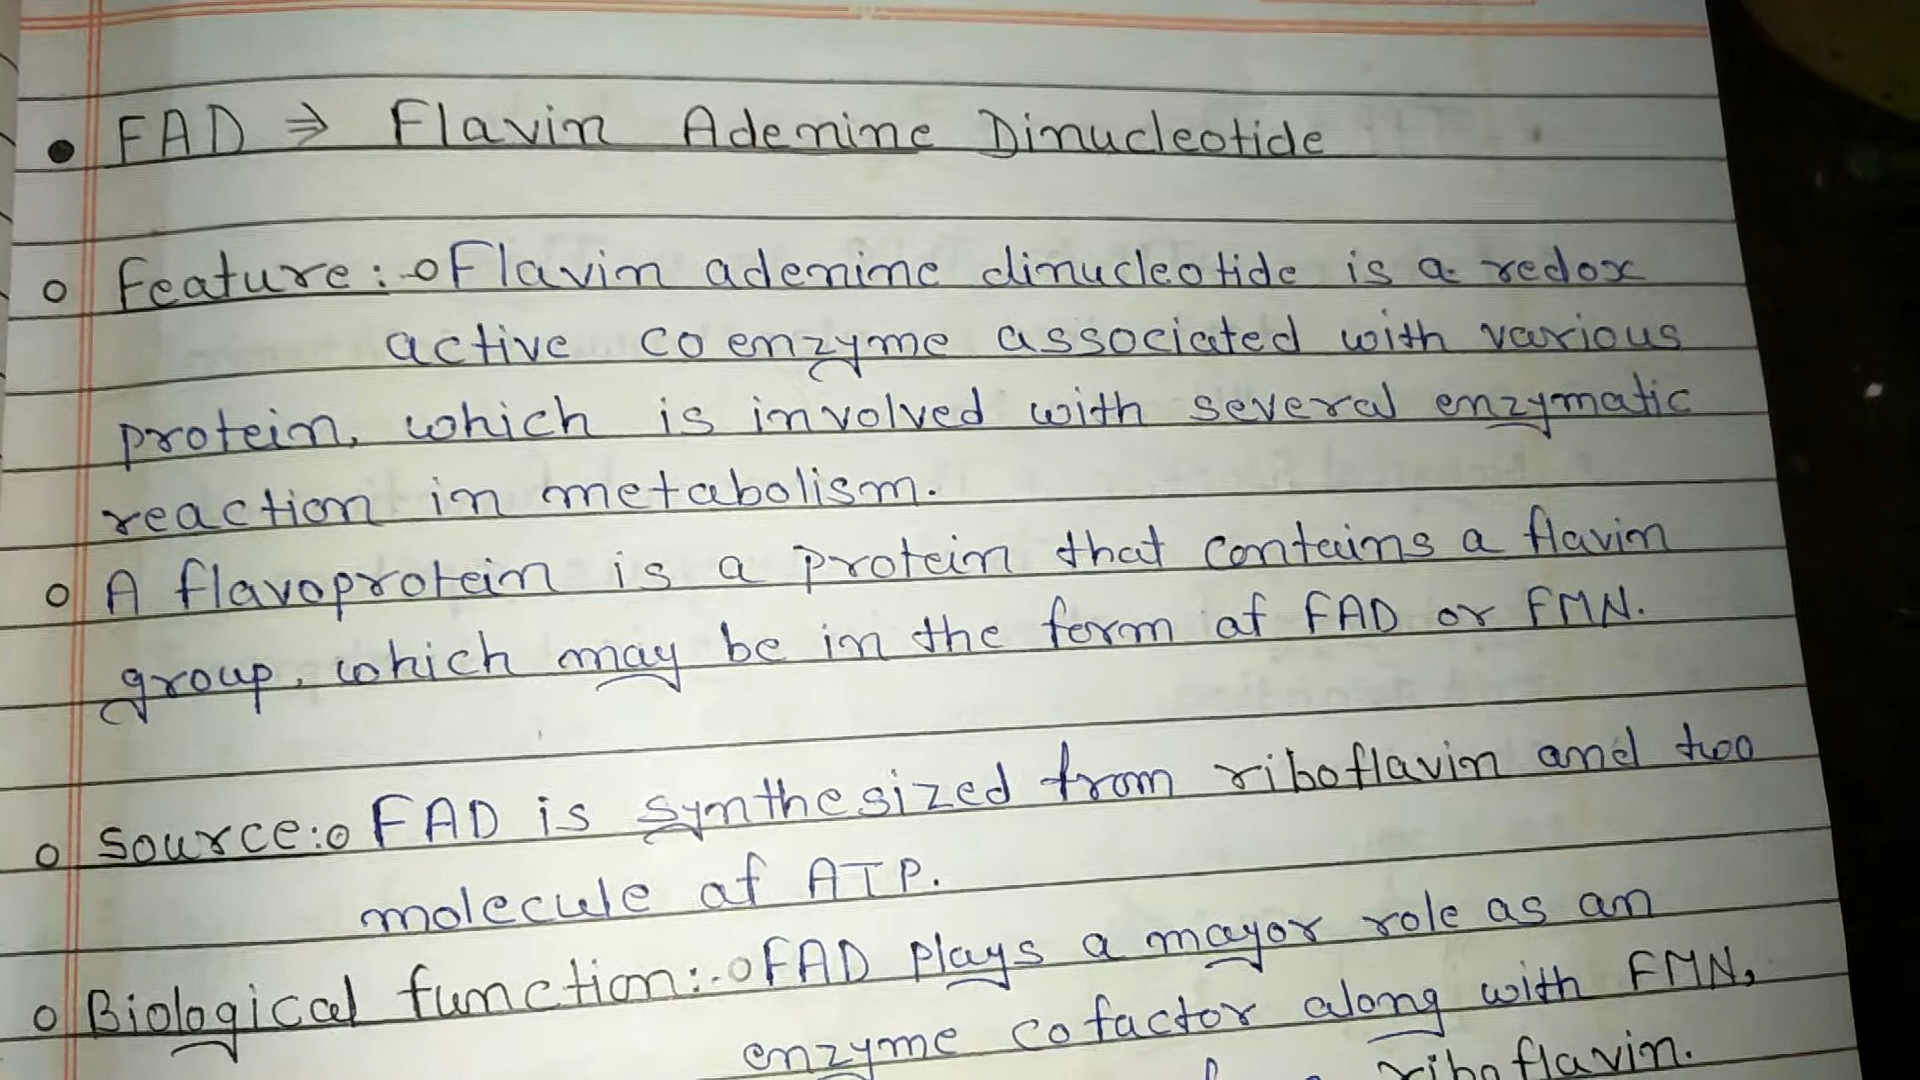 • FAD ⇒ Flavin Adenine Dinucleotide
o Feature:- o Flavin adenine dinucleotide is a redox
active coenzyme associated with various
protein, which is involved with several enzymatic
reaction in metabolism.
o A flavoprotein is a protein that contains a flavin
group, which may be in the form of FAD or FMN.
o Source:o FAD is synthesized from riboflavin and two
molecule of ATP.
o Biological function:-o FAD plays a mayor role as an
enzyme cofactor along with FMN,
riboflavin.